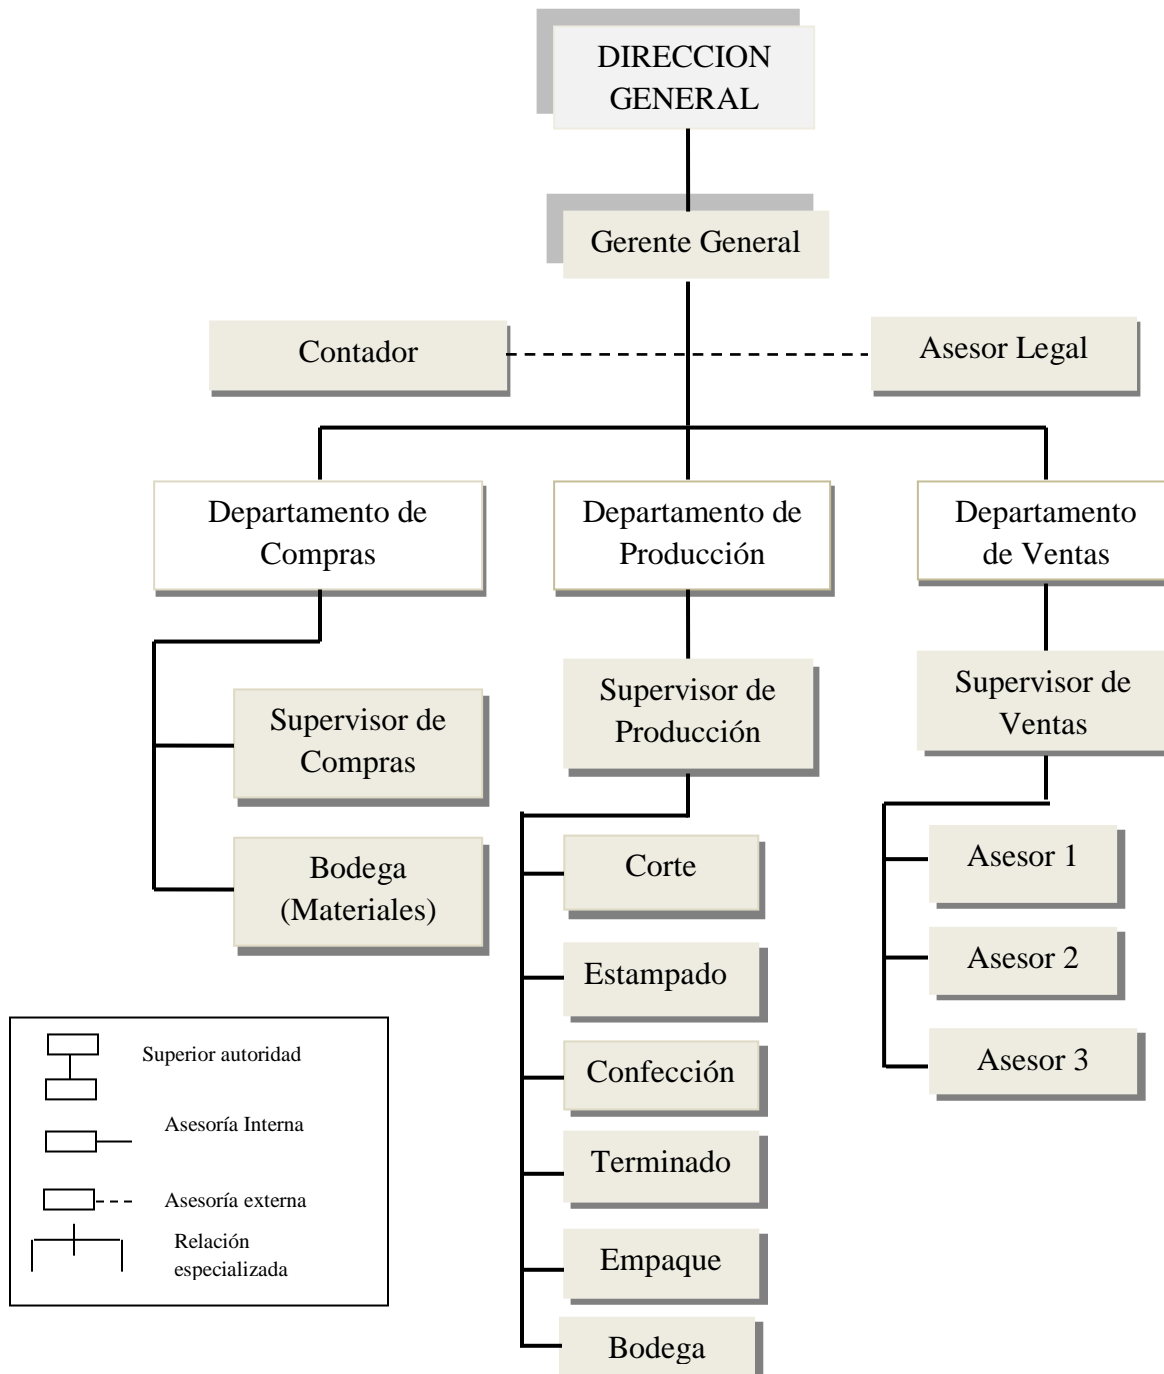 DIRECCION
GENERAL
Gerente General
Contador
Asesor Legal
Departamento de
Compras
Departamento de
Producción
Departamento
de Ventas
Supervisor de
Compras
Bodega
(Materiales)
Supervisor de
Producción
Corte
Estampado
Confección
Terminado
Empaque
Bodega
Supervisor de
Ventas
Asesor 1
Asesor 2
Asesor 3
Superior autoridad
Asesoría Interna
Asesoría externa
Relación
especializada